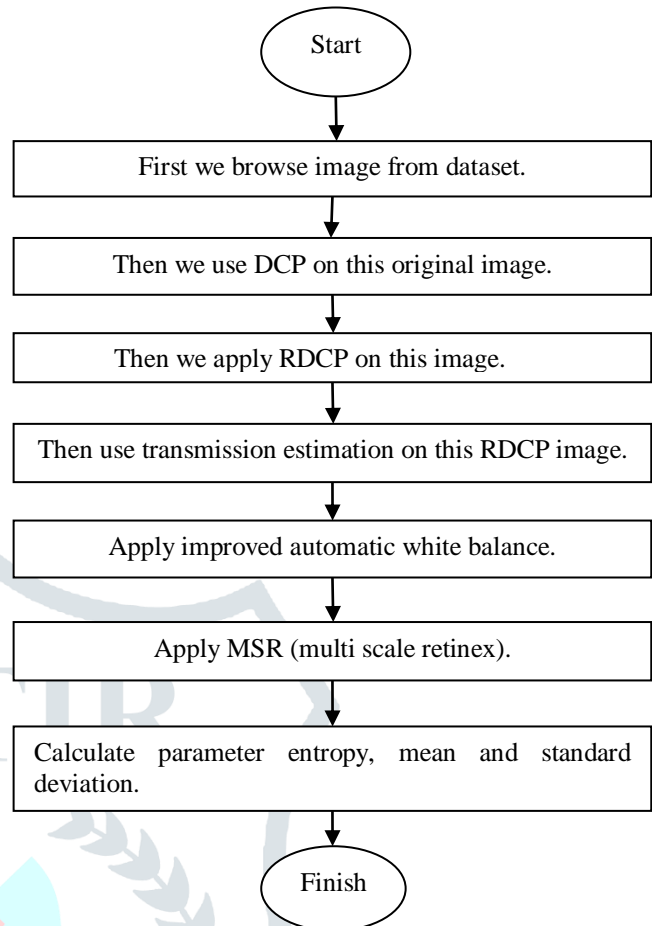 Start
First we browse image from dataset.
Then we use DCP on this original image.
Then we apply RDCP on this image.
Then use transmission estimation on this RDCP image.
Apply improved automatic white balance.
Apply MSR (multi scale retinex).
Calculate parameter entropy, mean and standard
deviation.
Finish